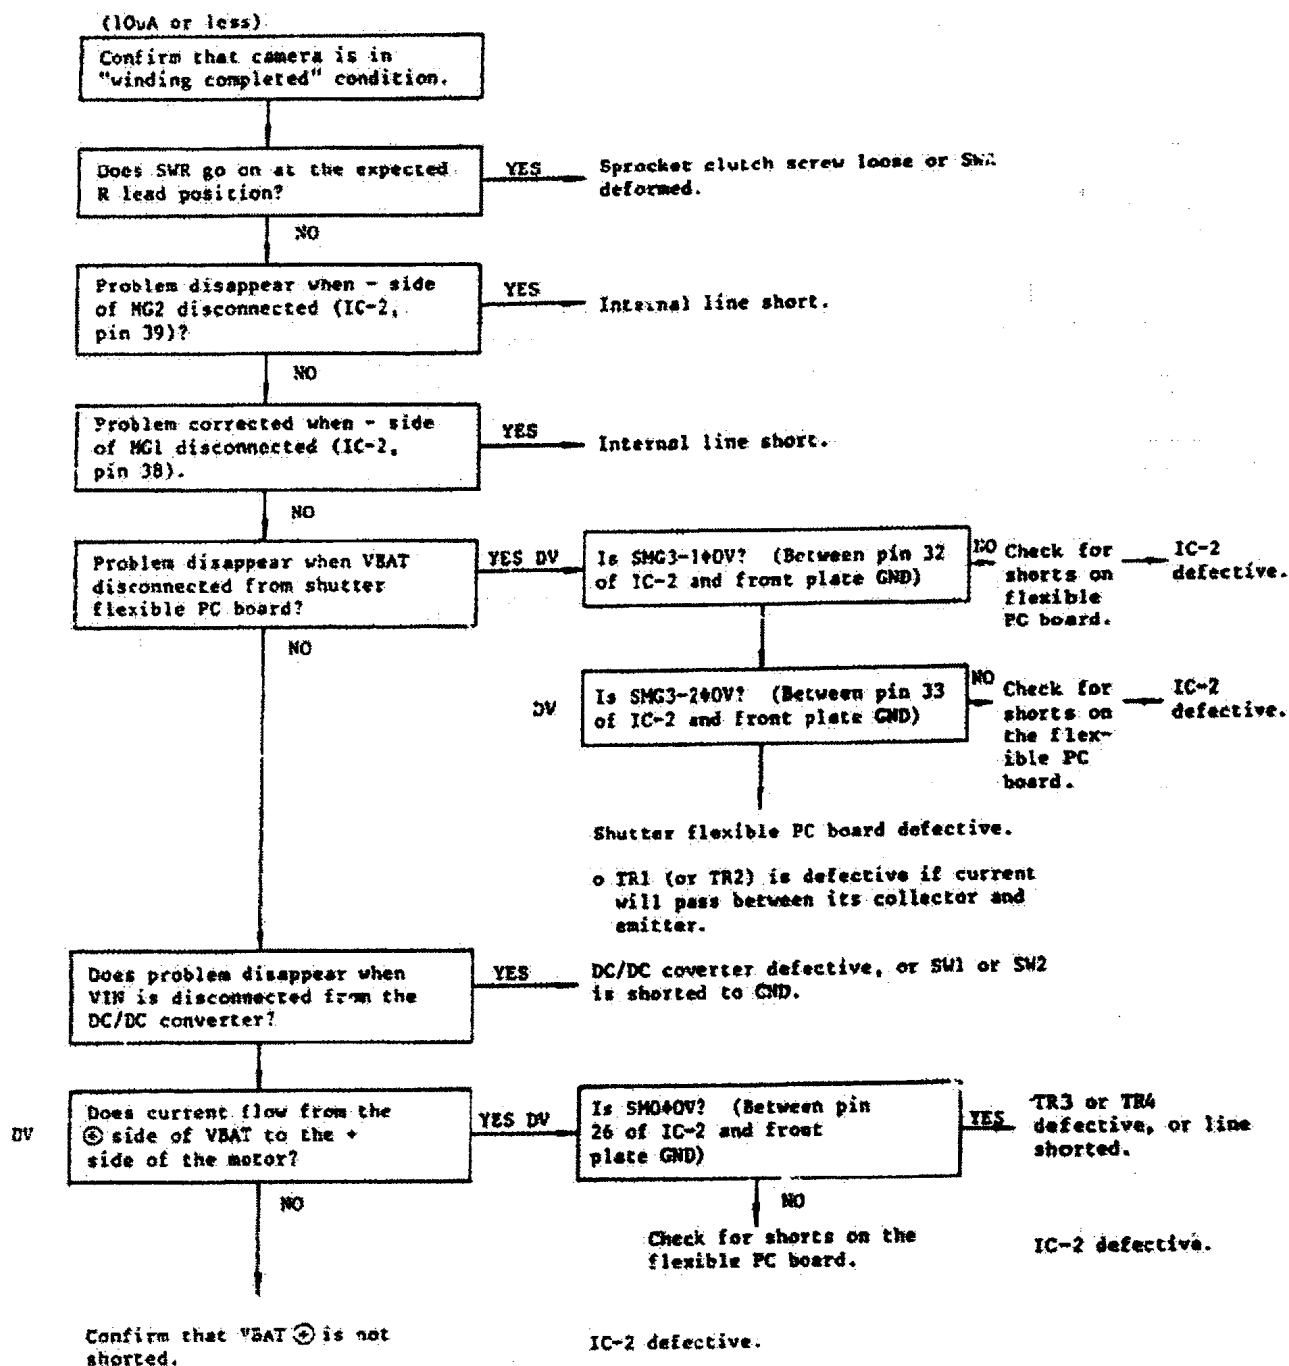 (10uA or less)
Confirm that camera is in
"winding completed" condition.
Does SWR go on at the expected
R lead position?
YES
Sprocket clutch screw loose or SWR
deformed.
NO
Problem disappear when - side
of MG2 disconnected (IC-2,
pin 39)?
YES
Internal line short.
NO
Problem corrected when - side
of MG1 disconnected (IC-2,
pin 38).
YES
Internal line short.
NO
Problem disappear when VBAT
disconnected from shutter
flexible PC board?
YES DV
Is SMG3-1≑0V? (Between pin 32
of IC-2 and front plate GND)
NO
Check for
shorts on
flexible
PC board.
IC-2
defective.
NO
DV
Is SMG3-2≑0V? (Between pin 33
of IC-2 and front plate GND)
NO
Check for
shorts on
the flex-
ible PC
board.
IC-2
defective.
Shutter flexible PC board defective.
o TR1 (or TR2) is defective if current
will pass between its collector and
emitter.
Does problem disappear when
VIN is disconnected from the
DC/DC converter?
YES
DC/DC coverter defective, or SW1 or SW2
is shorted to GND.
DV
Does current flow from the
⊕ side of VBAT to the +
side of the motor?
YES DV
Is SMO≑0V? (Between pin
26 of IC-2 and front
plate GND)
YES
TR3 or TR4
defective, or line
shorted.
NO
NO
Check for shorts on the
flexible PC board.
IC-2 defective.
Confirm that VBAT ⊕ is not
shorted.
IC-2 defective.